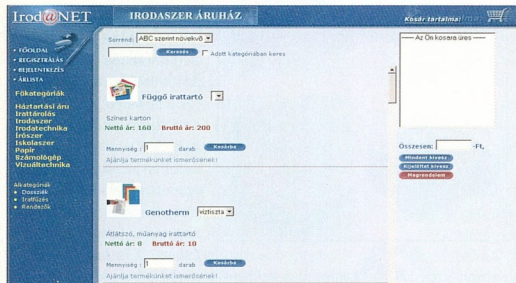 Irod@NET
IRODASZER ÁRUHÁZ
Kosár tartalma:
• FŐOLDAL
• REGISZTRÁLÁS
• BEJELENTKEZÉS
• ÁRLISTA
Főkategóriák
Háztartási áru
Irattárolás
Irodaszer
Irodatechnika
Írószer
Iskolaszer
Papír
Számológép
Vizuáltechnika
Alkategóriák
• Dossziék
• Iratfűzés
• Rendezők
Sorrend: ABC szerint növekvő
Keresés Adott kategóriában keres
Függő irattartó
Színes karton
Nettó ár: 160 Bruttó ár: 200
Mennyiség: 1 darab Kosárba
Ajánlja termékünket ismerősének!
Genotherm víztiszta
Átlátszó, műanyag irattartó
Nettó ár: 8 Bruttó ár: 10
Mennyiség: 1 darab Kosárba
Ajánlja termékünket ismerősének!
---- Az Ön kosara üres ----
Összesen: -Ft,
Mindent kivesz
Kijelöltet kivesz
Megrendelem